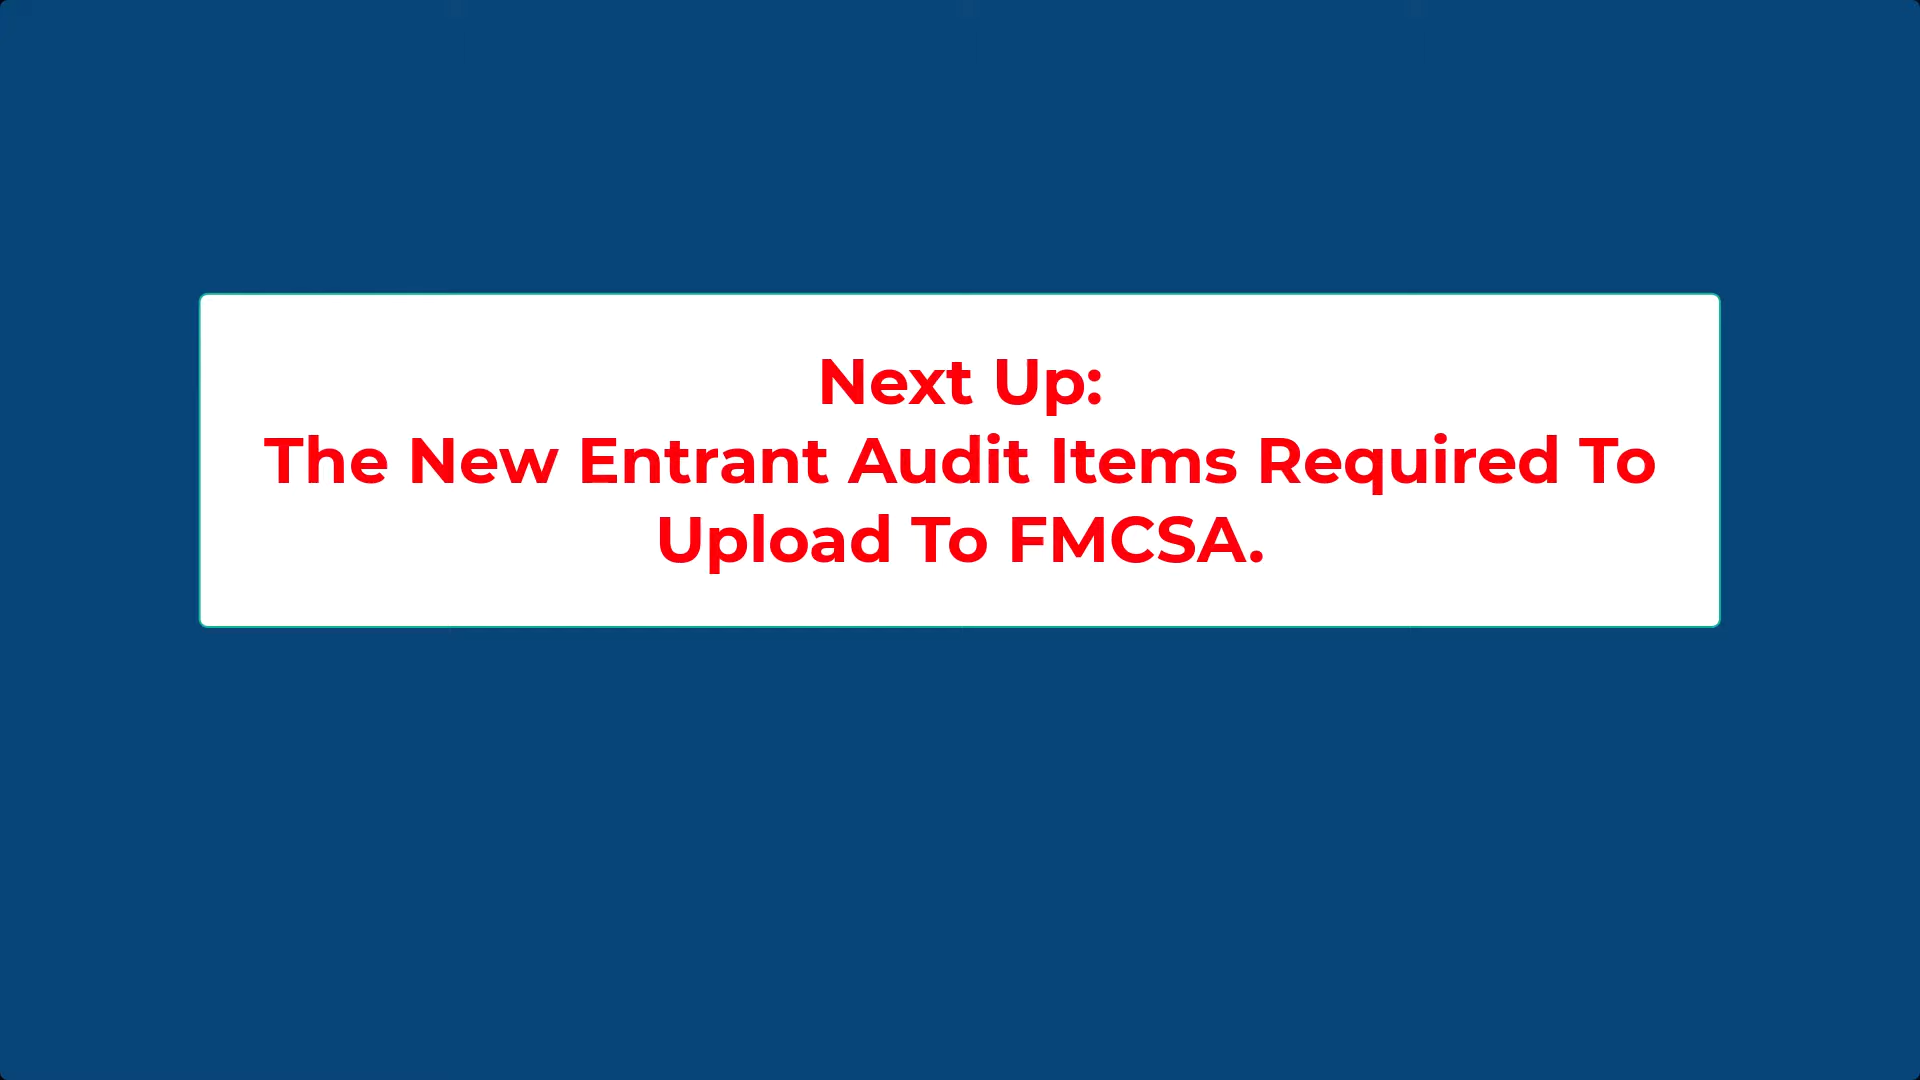 Next Up:
The New Entrant Audit Items Required To
Upload To FMCSA.